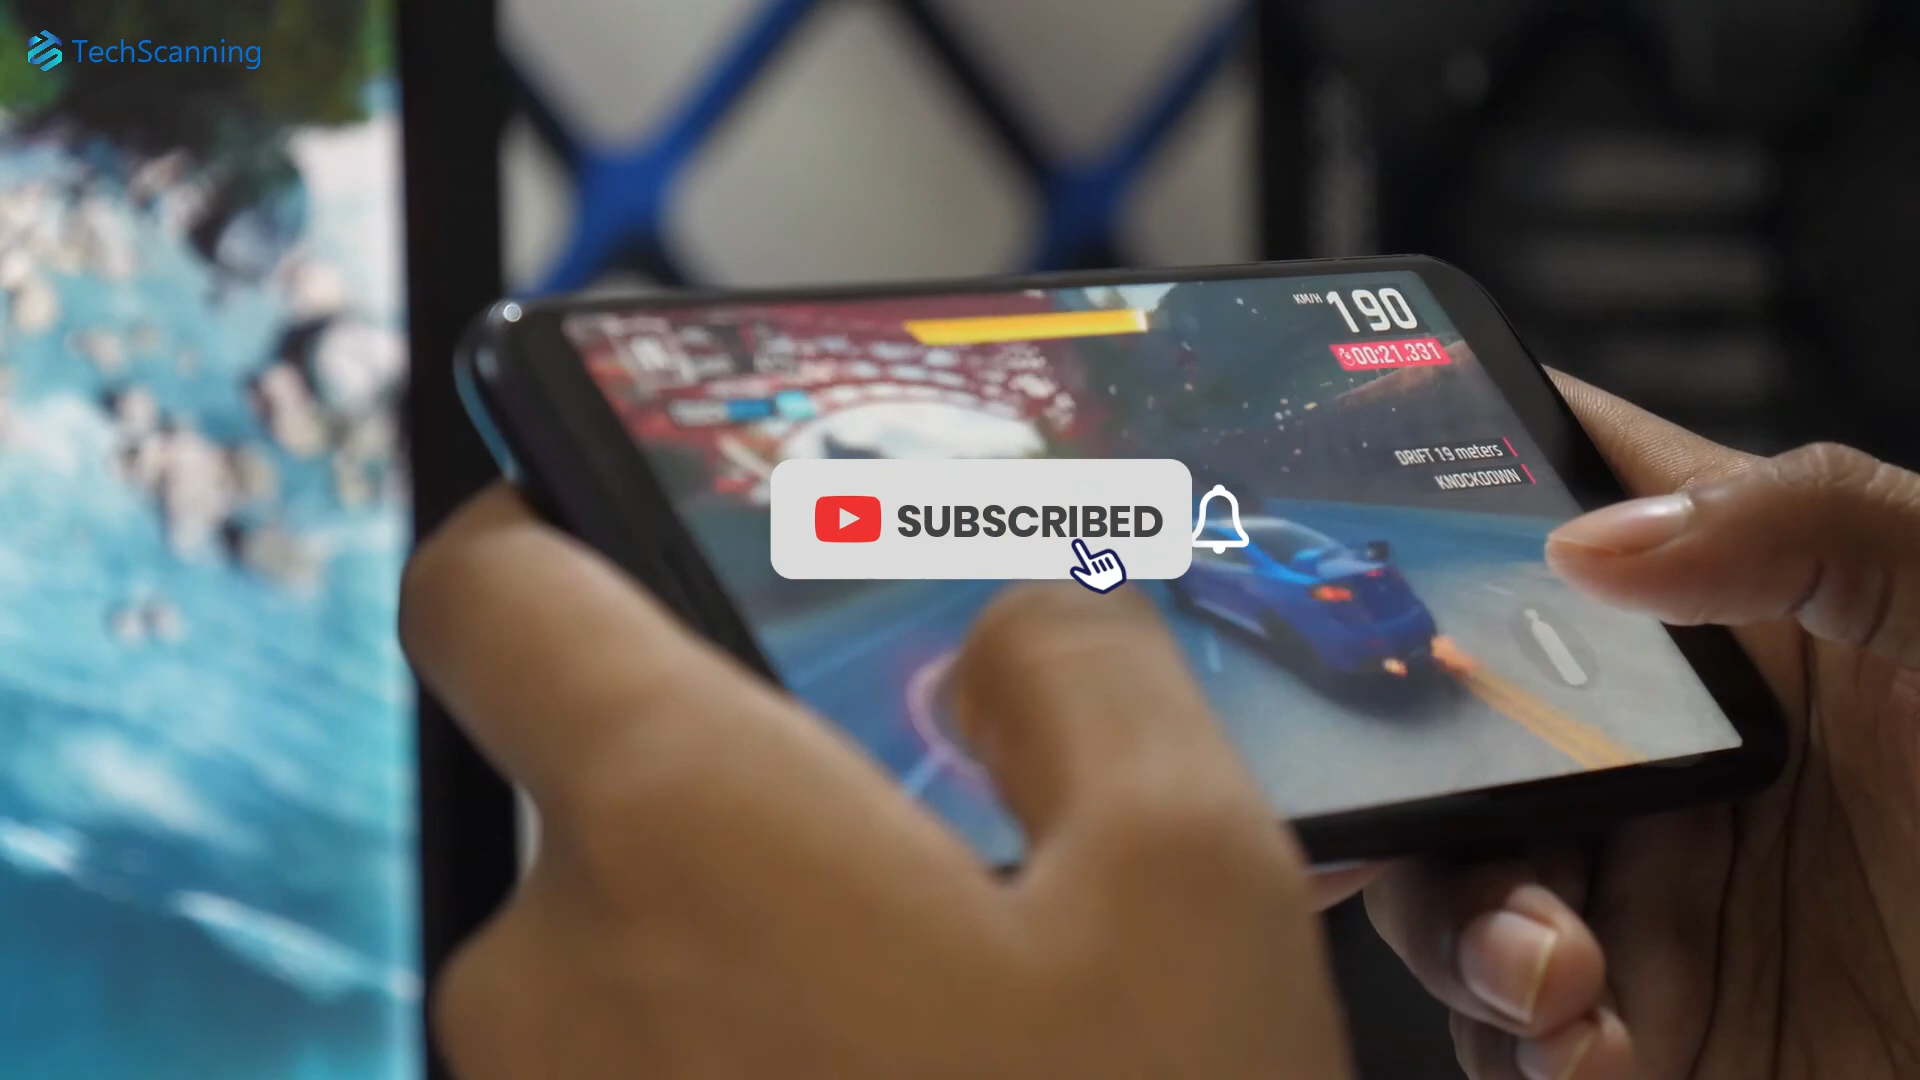 TechScanning
KM/H 190
00:21.331
DRIFT 19 meters
KNOCKDOWN
SUBSCRIBED